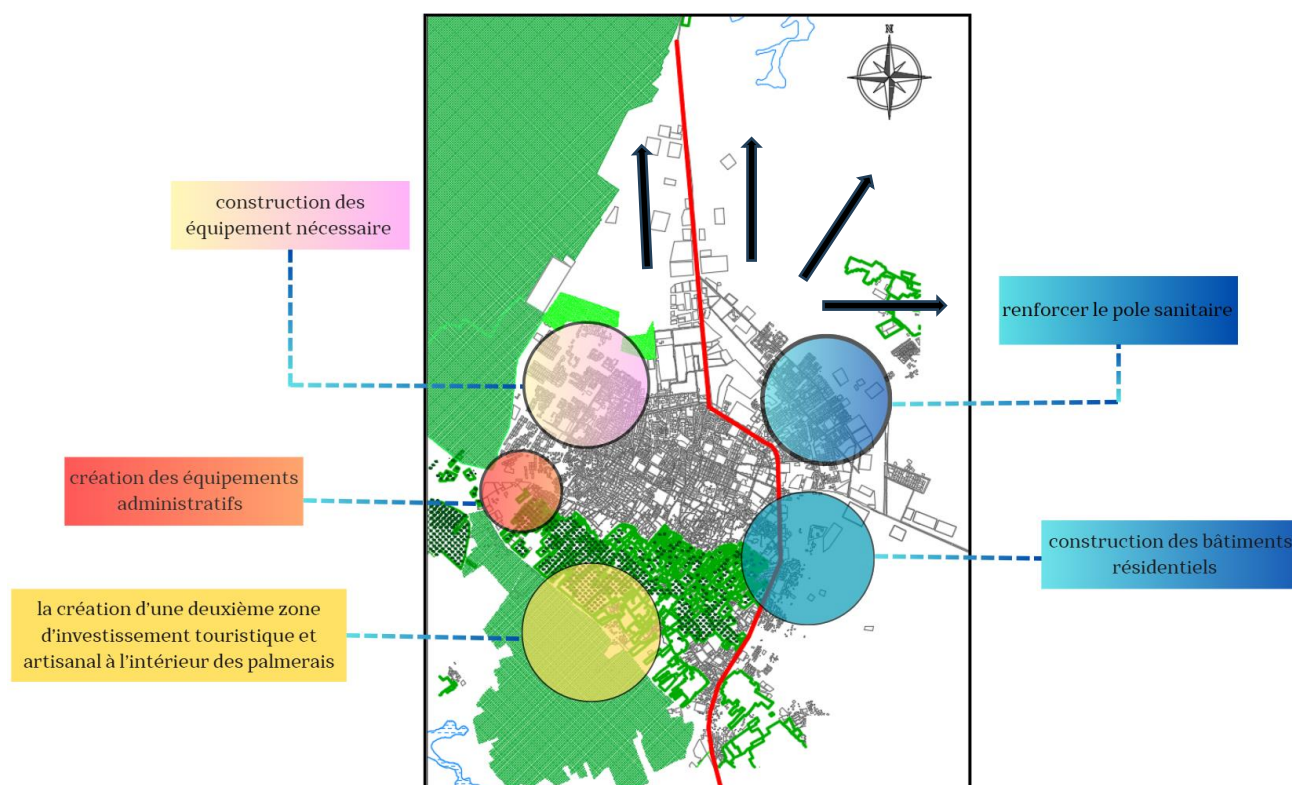 N
construction des
équipement nécessaire
renforcer le pole sanitaire
création des équipements
administratifs
construction des bâtiments
résidentiels
la création d'une deuxième zone
d'investissement touristique et
artisanal à l'intérieur des palmerais